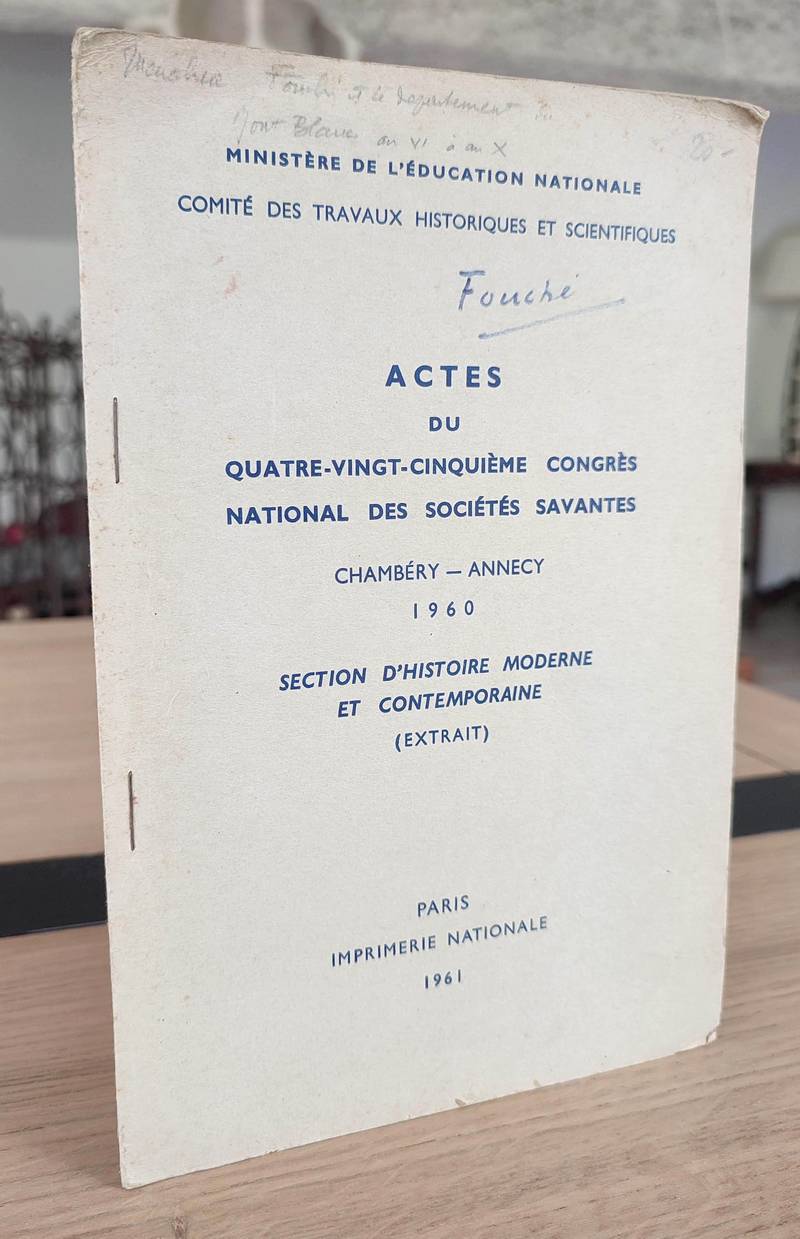 Fouché et le département du
Mont Blanc an VI à an X
20-
MINISTÈRE DE L'ÉDUCATION NATIONALE
COMITÉ DES TRAVAUX HISTORIQUES ET SCIENTIFIQUES
Fouché
ACTES
DU
QUATRE-VINGT-CINQUIÈME CONGRÈS
NATIONAL DES SOCIÉTÉS SAVANTES
CHAMBÉRY — ANNECY
1960
SECTION D'HISTOIRE MODERNE
ET CONTEMPORAINE
(EXTRAIT)
PARIS
IMPRIMERIE NATIONALE
1961